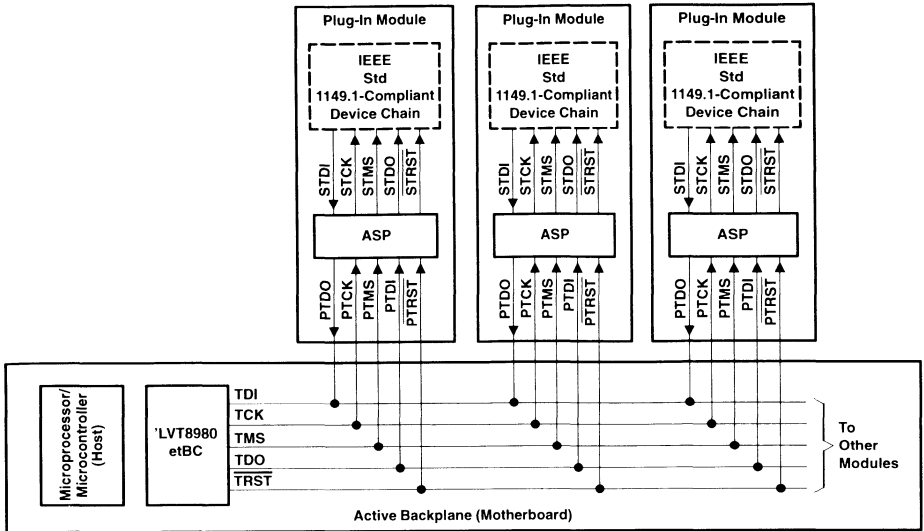 Plug-In Module
Plug-In Module
Plug-In Module
IEEE
Std
1149.1-Compliant
Device Chain
IEEE
Std
1149.1-Compliant
Device Chain
IEEE
Std
1149.1-Compliant
Device Chain
STDI
STCK
STMS
STDO
STRST
STDI
STCK
STMS
STDO
STRST
STDI
STCK
STMS
STDO
STRST
ASP
ASP
ASP
PTDO
PTCK
PTMS
PTDI
PTRST
PTDO
PTCK
PTMS
PTDI
PTRST
PTDO
PTCK
PTMS
PTDI
PTRST
Microprocessor/
Microcontroller
(Host)
'LVT8980
etBC
TDI
TCK
TMS
TDO
TRST
To
Other
Modules
Active Backplane (Motherboard)